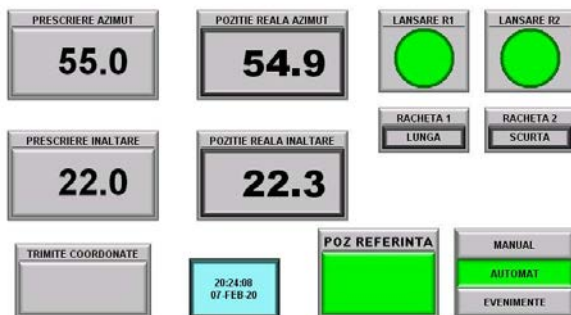 PRESCRIERE AZIMUT
55.0
POZITIE REALA AZIMUT
54.9
LANSARE R1
LANSARE R2
RACHETA 1
LUNGA
RACHETA 2
SCURTA
PRESCRIERE INALTARE
22.0
POZITIE REALA INALTARE
22.3
TRIMITE COORDONATE
20:24:08
07-FEB-20
POZ REFERINTA
MANUAL
AUTOMAT
EVENIMENTE